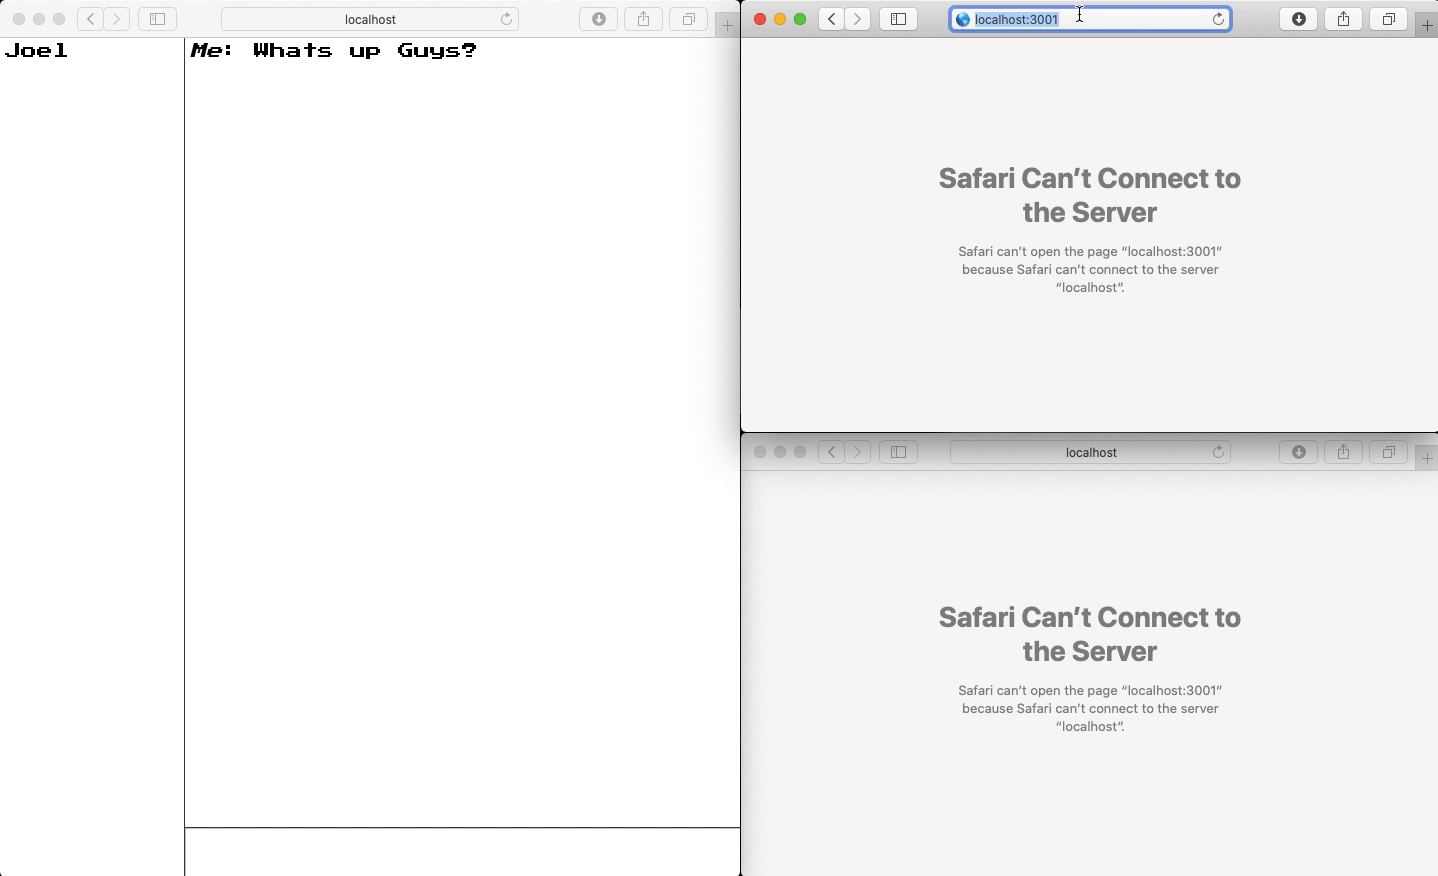 localhost
Joel
Me: Whats up Guys?
localhost:3001
Safari Can’t Connect to
the Server
Safari can’t open the page “localhost:3001”
because Safari can’t connect to the server
“localhost”.
localhost
Safari Can’t Connect to
the Server
Safari can’t open the page “localhost:3001”
because Safari can’t connect to the server
“localhost”.